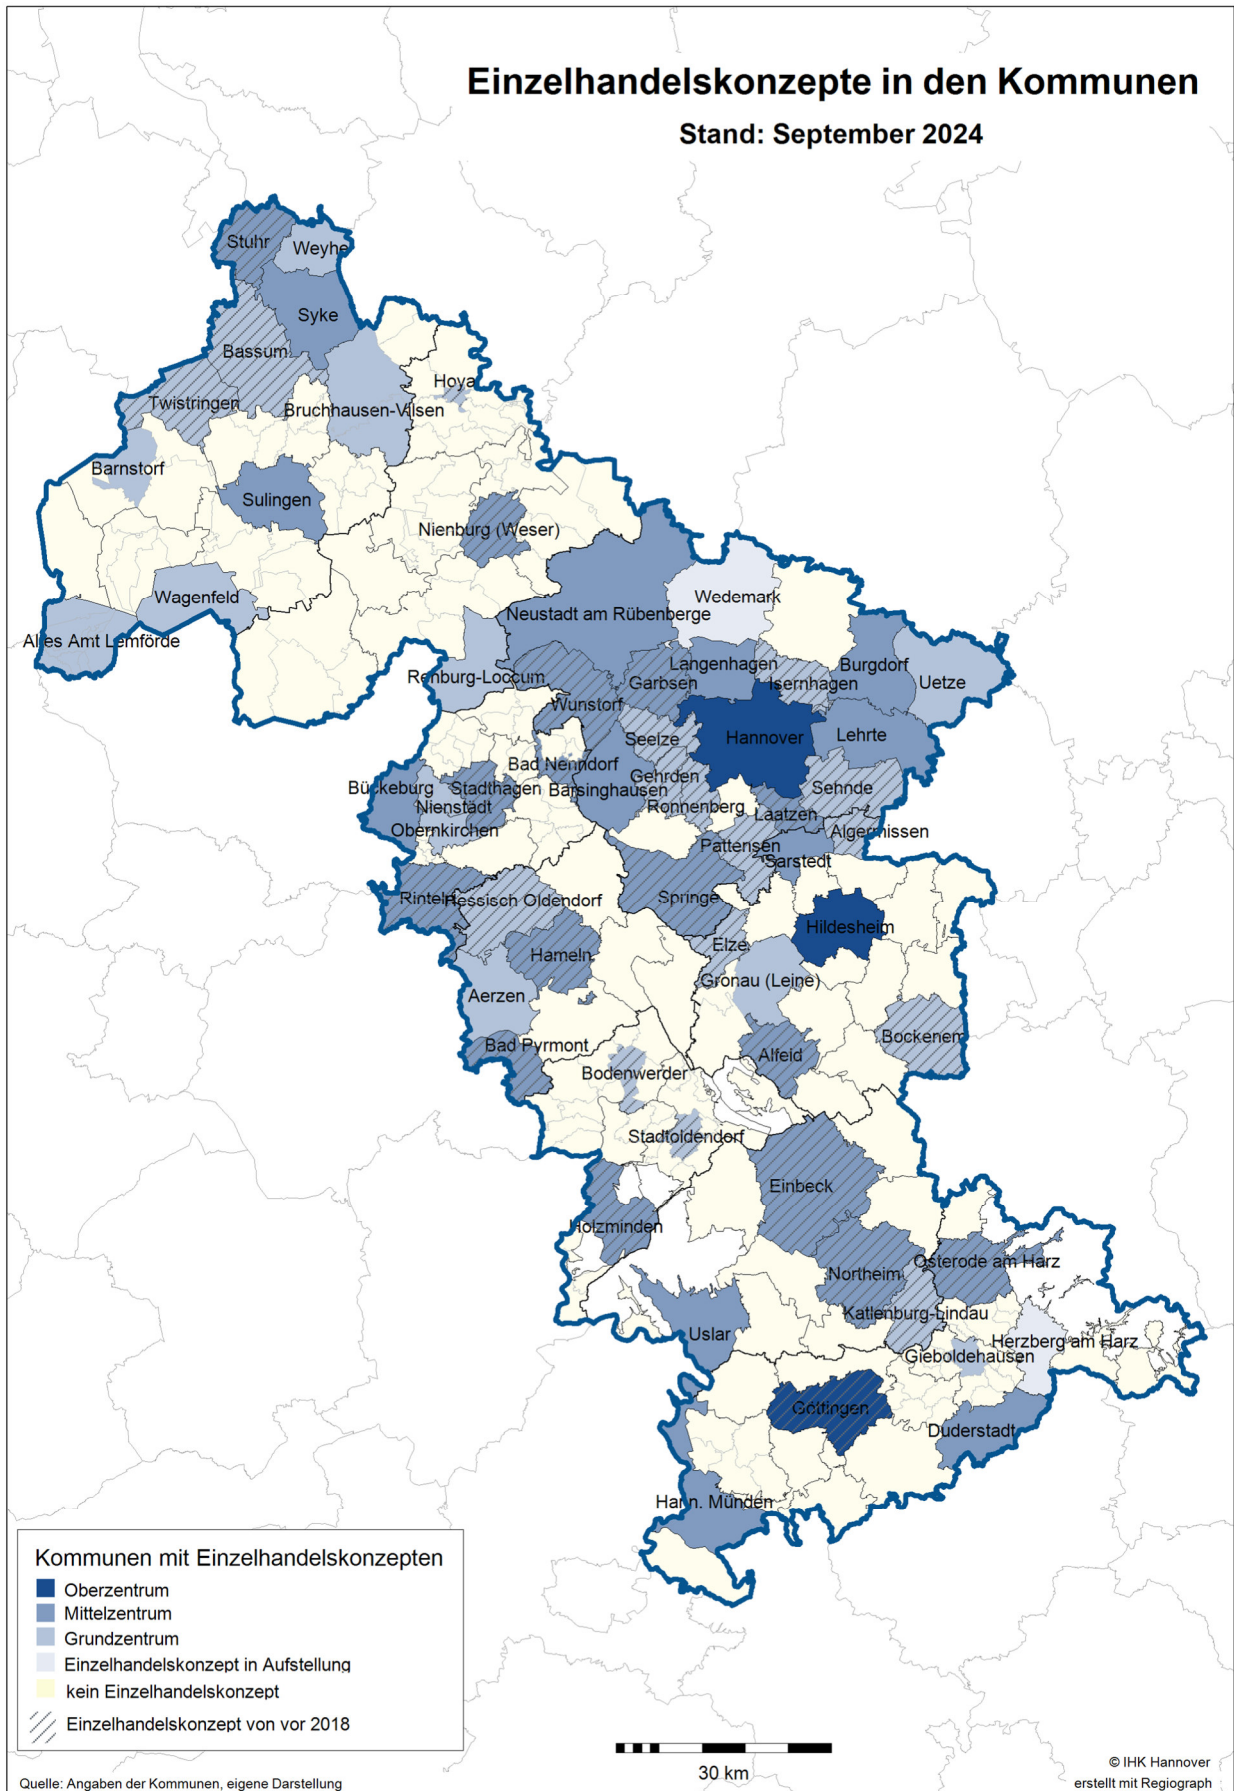 Einzelhandelskonzepte in den Kommunen
Stand: September 2024
Stuhr
Weyhe
Syke
Bassum
Twistringen
Bruchhausen-Vilsen
Hoya
Barnstorf
Sulingen
Nienburg (Weser)
Wagenfeld
Altes Amt Lemförde
Neustadt am Rübenberge
Wedemark
Rehburg-Loccum
Langenhagen
Garbsen
Isernhagen
Burgdorf
Uetze
Wunstorf
Seelze
Hannover
Lehrte
Bad Nenndorf
Gehrden
Sehnde
Bückeburg
Stadthagen
Barsinghausen
Nienstädt
Ronnenberg
Laatzen
Obernkirchen
Algermissen
Pattensen
Sarstedt
Rinteln
Hessisch Oldendorf
Springe
Hildesheim
Hameln
Elze
Gronau (Leine)
Aerzen
Bad Pyrmont
Bockenem
Alfeld
Bodenwerder
Stadtoldendorf
Einbeck
Holzminden
Northeim
Osterode am Harz
Katlenburg-Lindau
Uslar
Herzberg am Harz
Gieboldehausen
Göttingen
Duderstadt
Hann. Münden
Kommunen mit Einzelhandelskonzepten
Oberzentrum
Mittelzentrum
Grundzentrum
Einzelhandelskonzept in Aufstellung
kein Einzelhandelskonzept
Einzelhandelskonzept von vor 2018
30 km
© IHK Hannover
erstellt mit Regiograph
Quelle: Angaben der Kommunen, eigene Darstellung